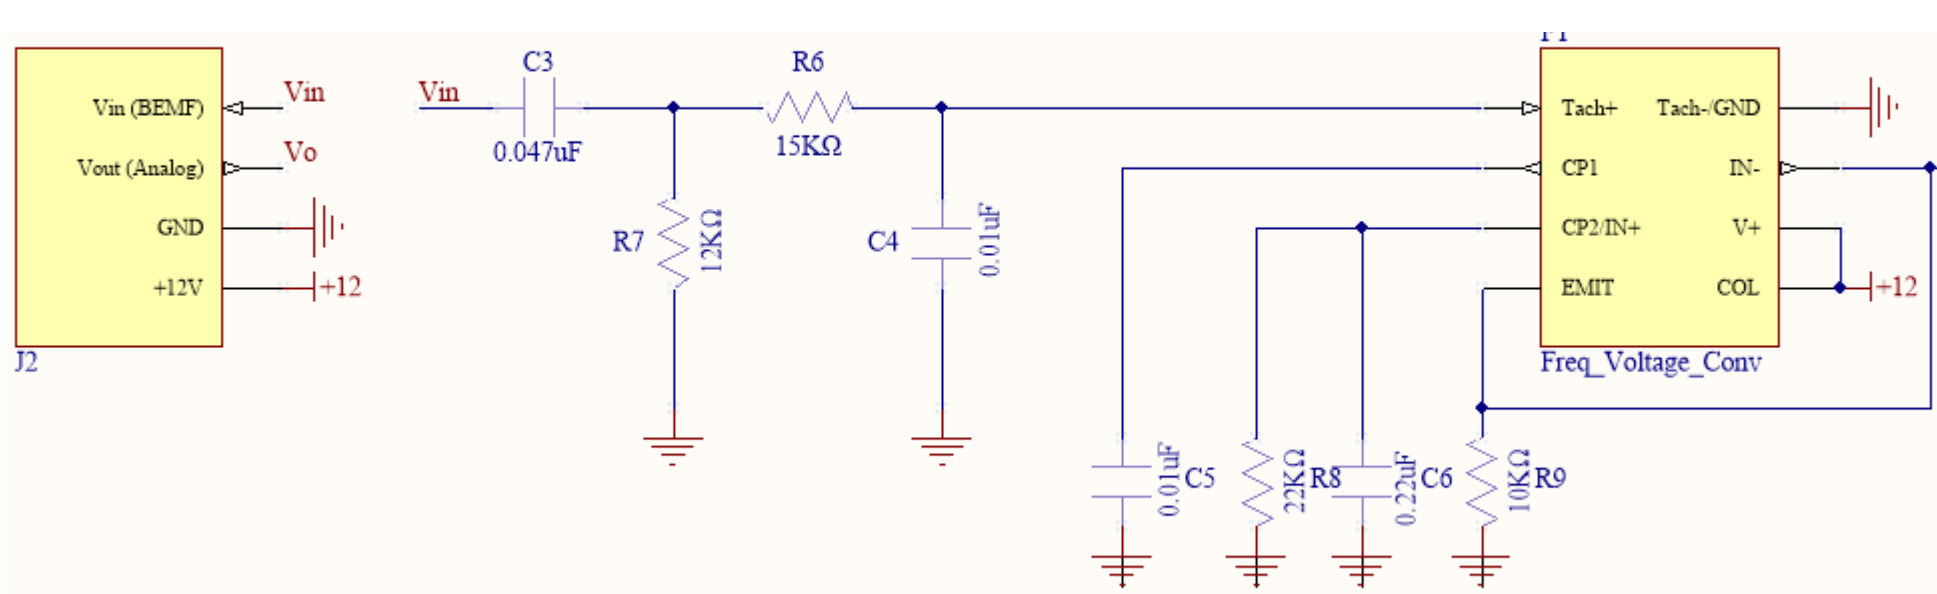 Vin (BEMF)
Vout (Analog)
GND
+12V
J2
Vin
Vo
+12
Vin
C3
0.047uF
R6
15KΩ
R7
12KΩ
C4
0.01uF
Tach+
CP1
CP2/IN+
EMIT
Tach-/GND
IN-
V+
COL
+12
Freq_Voltage_Conv
0.01uF
C5
22KΩ
R8
0.22uF
C6
10KΩ
R9